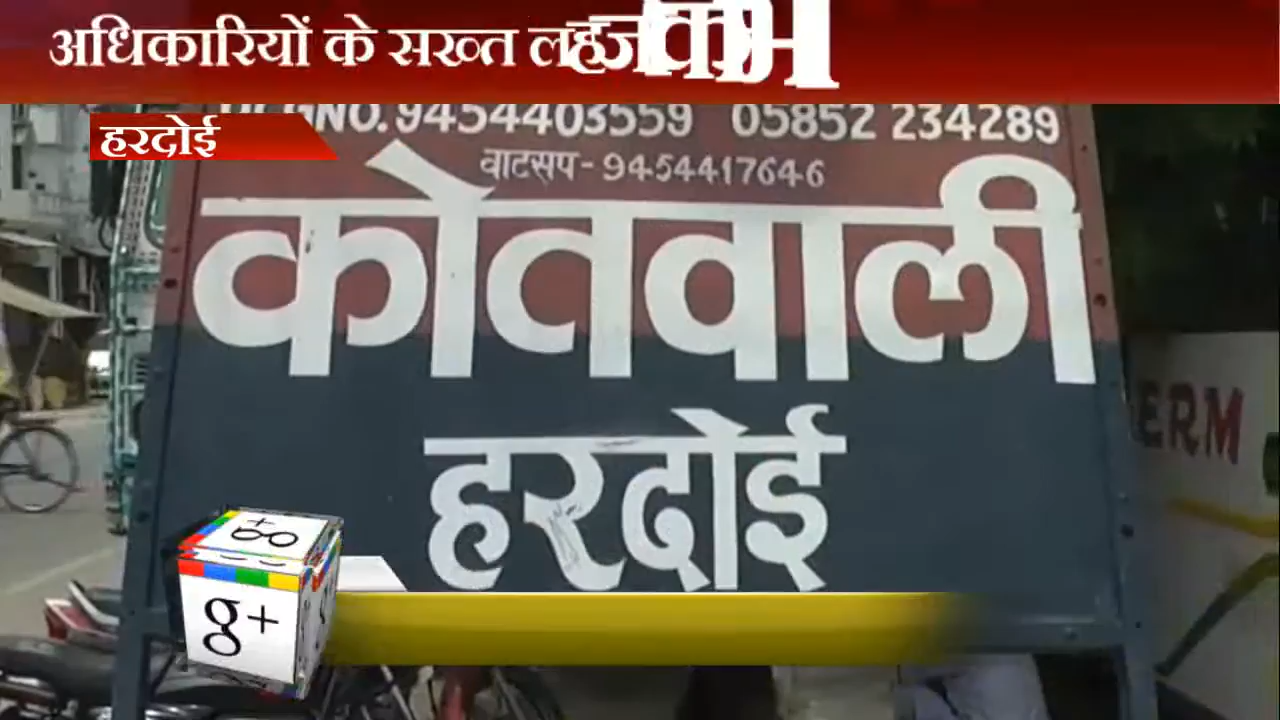 अधिकारियों के सख्त
हरदोई
NO. 9454403559 05852 234289
वाटसप - 9454417646
कोतवाली
हरदोई
ERM
g+